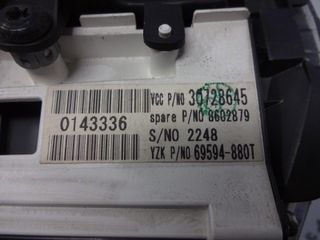 VCC P/NO 30728645
0143336
spare P/NO 8602879
S/NO 2248
YZK P/NO 69594-880T